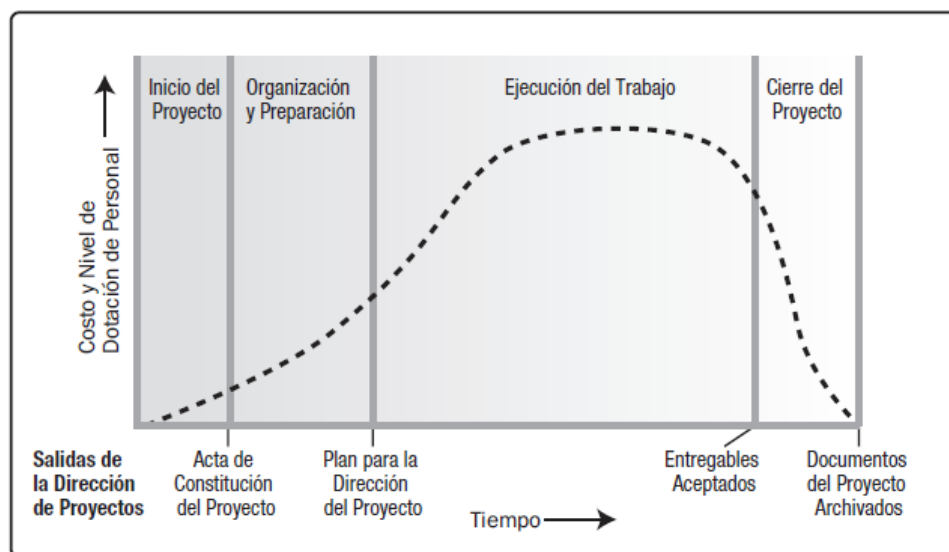 Inicio del
Proyecto
Organización
y Preparación
Ejecución del Trabajo
Cierre del
Proyecto
Costo y Nivel de
Dotación de Personal
Salidas de
la Dirección
de Proyectos
Acta de
Constitución
del Proyecto
Plan para la
Dirección
del Proyecto
Entregables
Aceptados
Documentos
del Proyecto
Archivados
Tiempo